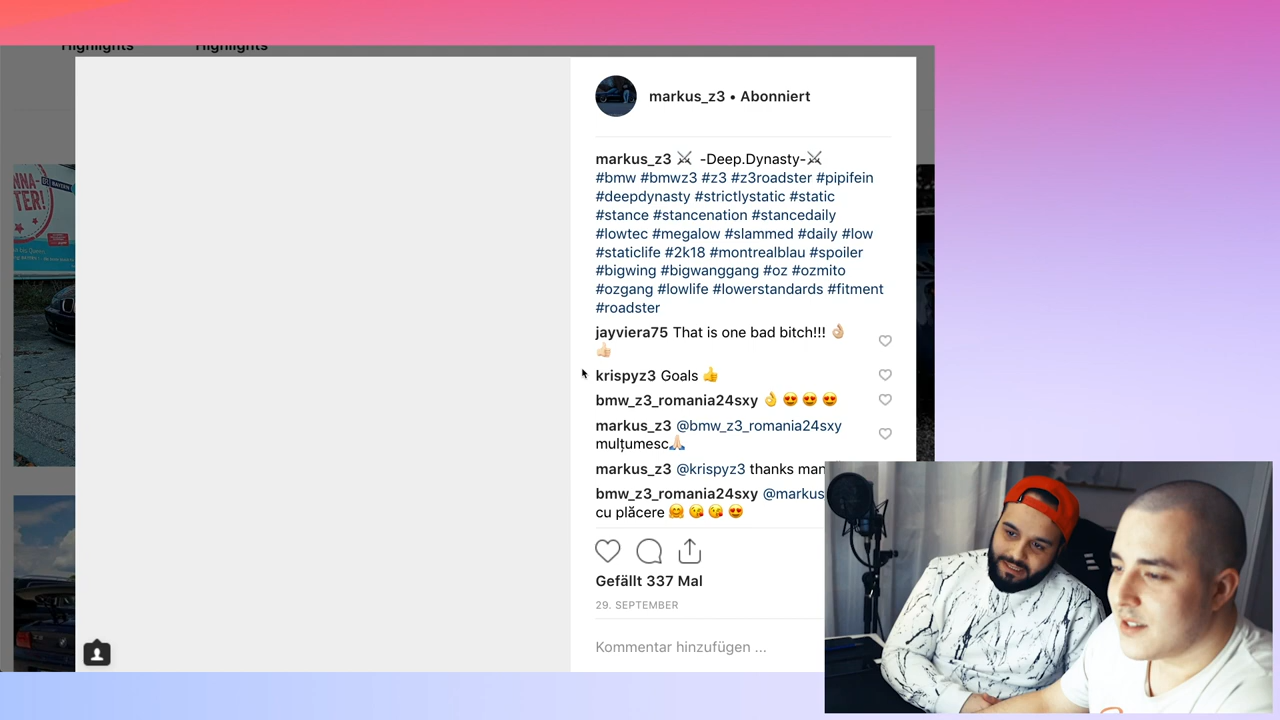 Highlights Highlights
NNA-
TER!
BAYERN
markus_z3 • Abonniert
markus_z3 ⚔ -Deep.Dynasty-⚔
#bmw #bmwz3 #z3 #z3roadster #pipifein
#deepdynasty #strictlystatic #static
#stance #stancenation #stancedaily
#lowtec #megalow #slammed #daily #low
#staticlife #2k18 #montrealblau #spoiler
#bigwing #bigwanggang #oz #ozmito
#ozgang #lowlife #lowerstandards #fitment
#roadster
jayviera75 That is one bad bitch!!! 👌🏼
👍🏻
krispyz3 Goals 👍
bmw_z3_romania24sxy 👌 😍 😍 😍
markus_z3 @bmw_z3_romania24sxy
mulțumesc🙏🏻
markus_z3 @krispyz3 thanks man
bmw_z3_romania24sxy @markus
cu plăcere 🤗 😘 😘 😍
Gefällt 337 Mal
29. SEPTEMBER
Kommentar hinzufügen ...